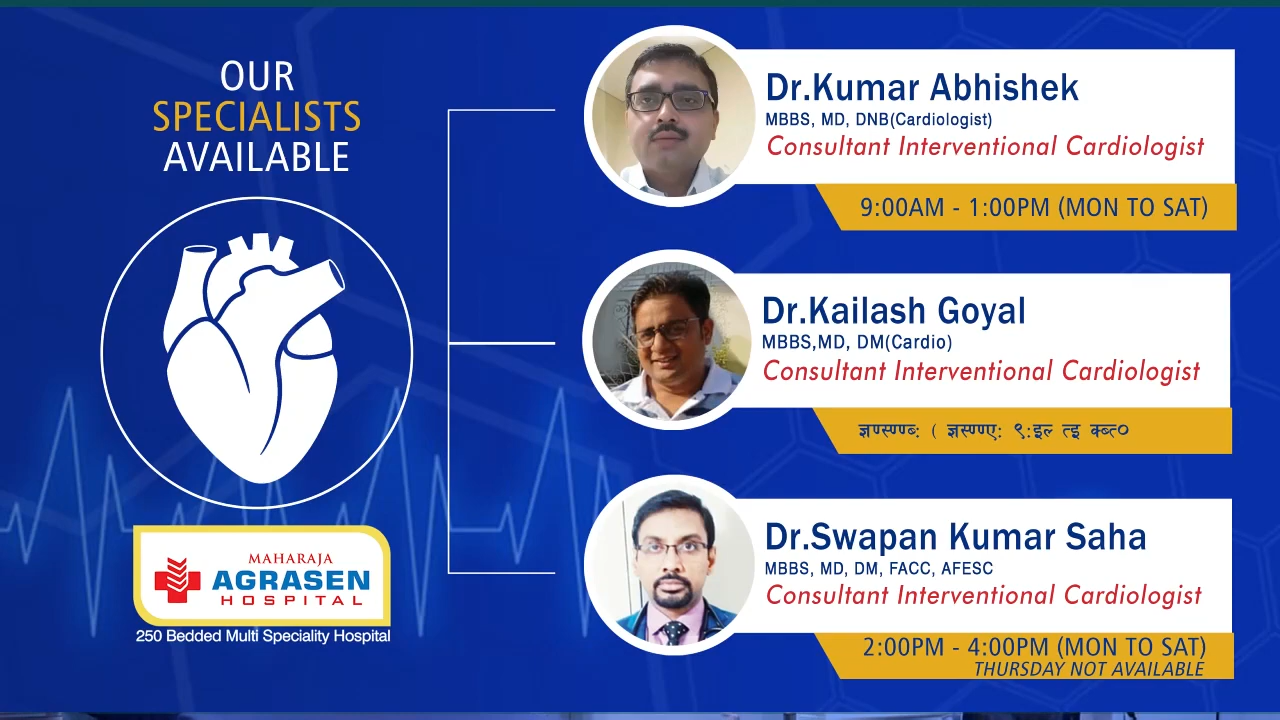 OUR
SPECIALISTS
AVAILABLE
MAHARAJA
AGRASEN
HOSPITAL
250 Bedded Multi Speciality Hospital
Dr.Kumar Abhishek
MBBS, MD, DNB(Cardiologist)
Consultant Interventional Cardiologist
9:00AM - 1:00PM (MON TO SAT)
Dr.Kailash Goyal
MBBS,MD, DM(Cardio)
Consultant Interventional Cardiologist
Dr.Swapan Kumar Saha
MBBS, MD, DM, FACC, AFESC
Consultant Interventional Cardiologist
2:00PM - 4:00PM (MON TO SAT)
THURSDAY NOT AVAILABLE